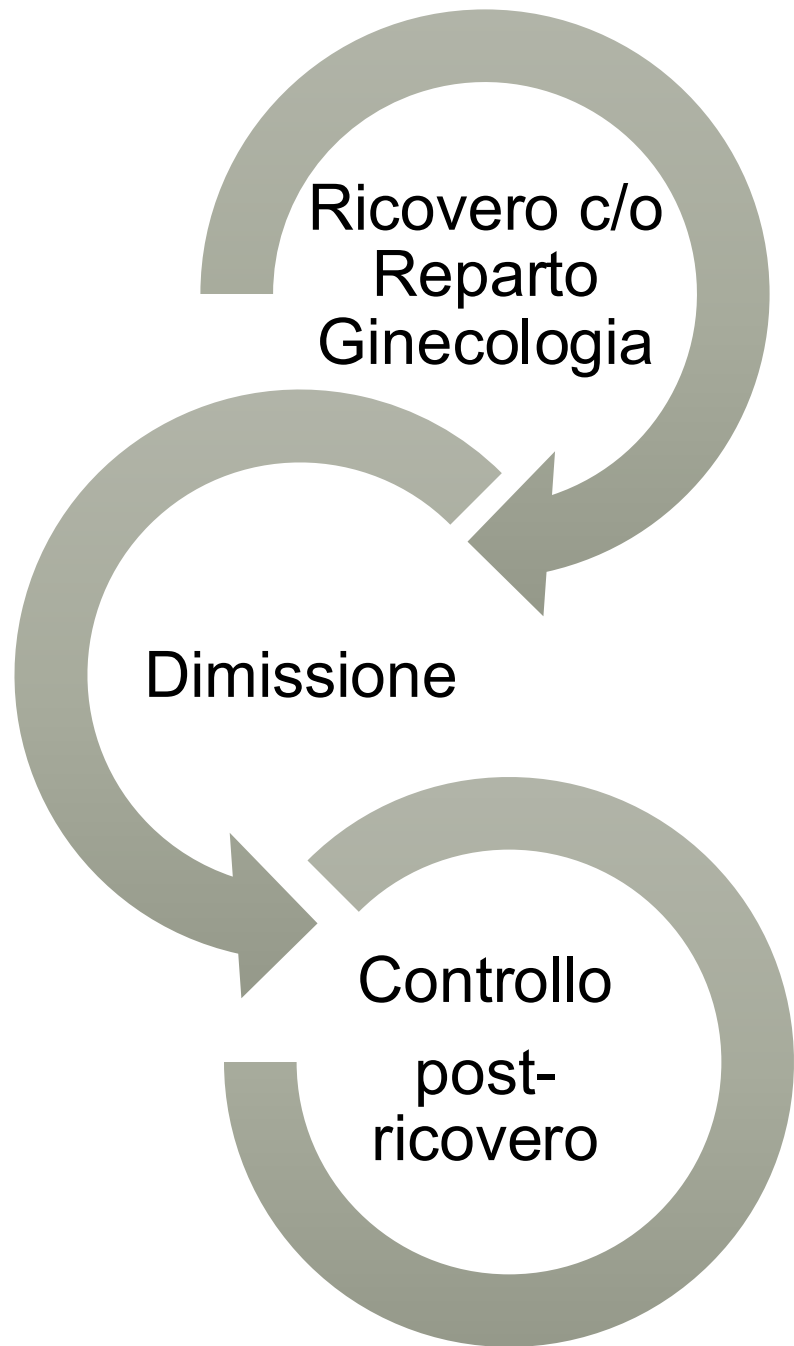 Ricovero c/o
Reparto
Ginecologia
Dimissione
Controllo
post-
ricovero